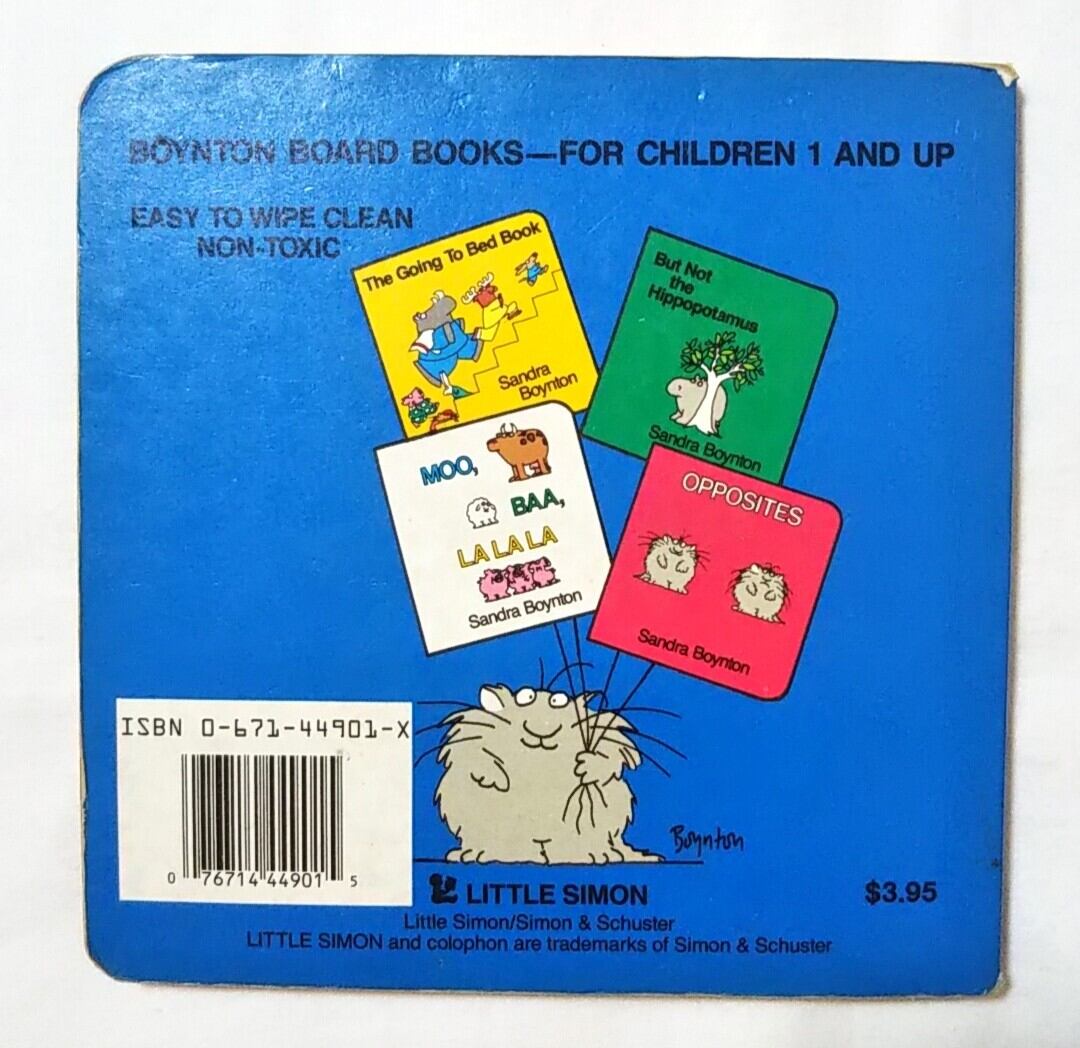 BOYNTON BOARD BOOKS—FOR CHILDREN 1 AND UP
EASY TO WIPE CLEAN
NON-TOXIC
The Going To Bed Book
Sandra
Boynton
But Not
the
Hippopotamus
Sandra Boynton
MOO,
BAA,
LA LA LA
Sandra Boynton
OPPOSITES
Sandra Boynton
ISBN 0-671-44901-X
0 76714 44901 5
Boynton
LITTLE SIMON
$3.95
Little Simon/Simon & Schuster
LITTLE SIMON and colophon are trademarks of Simon & Schuster